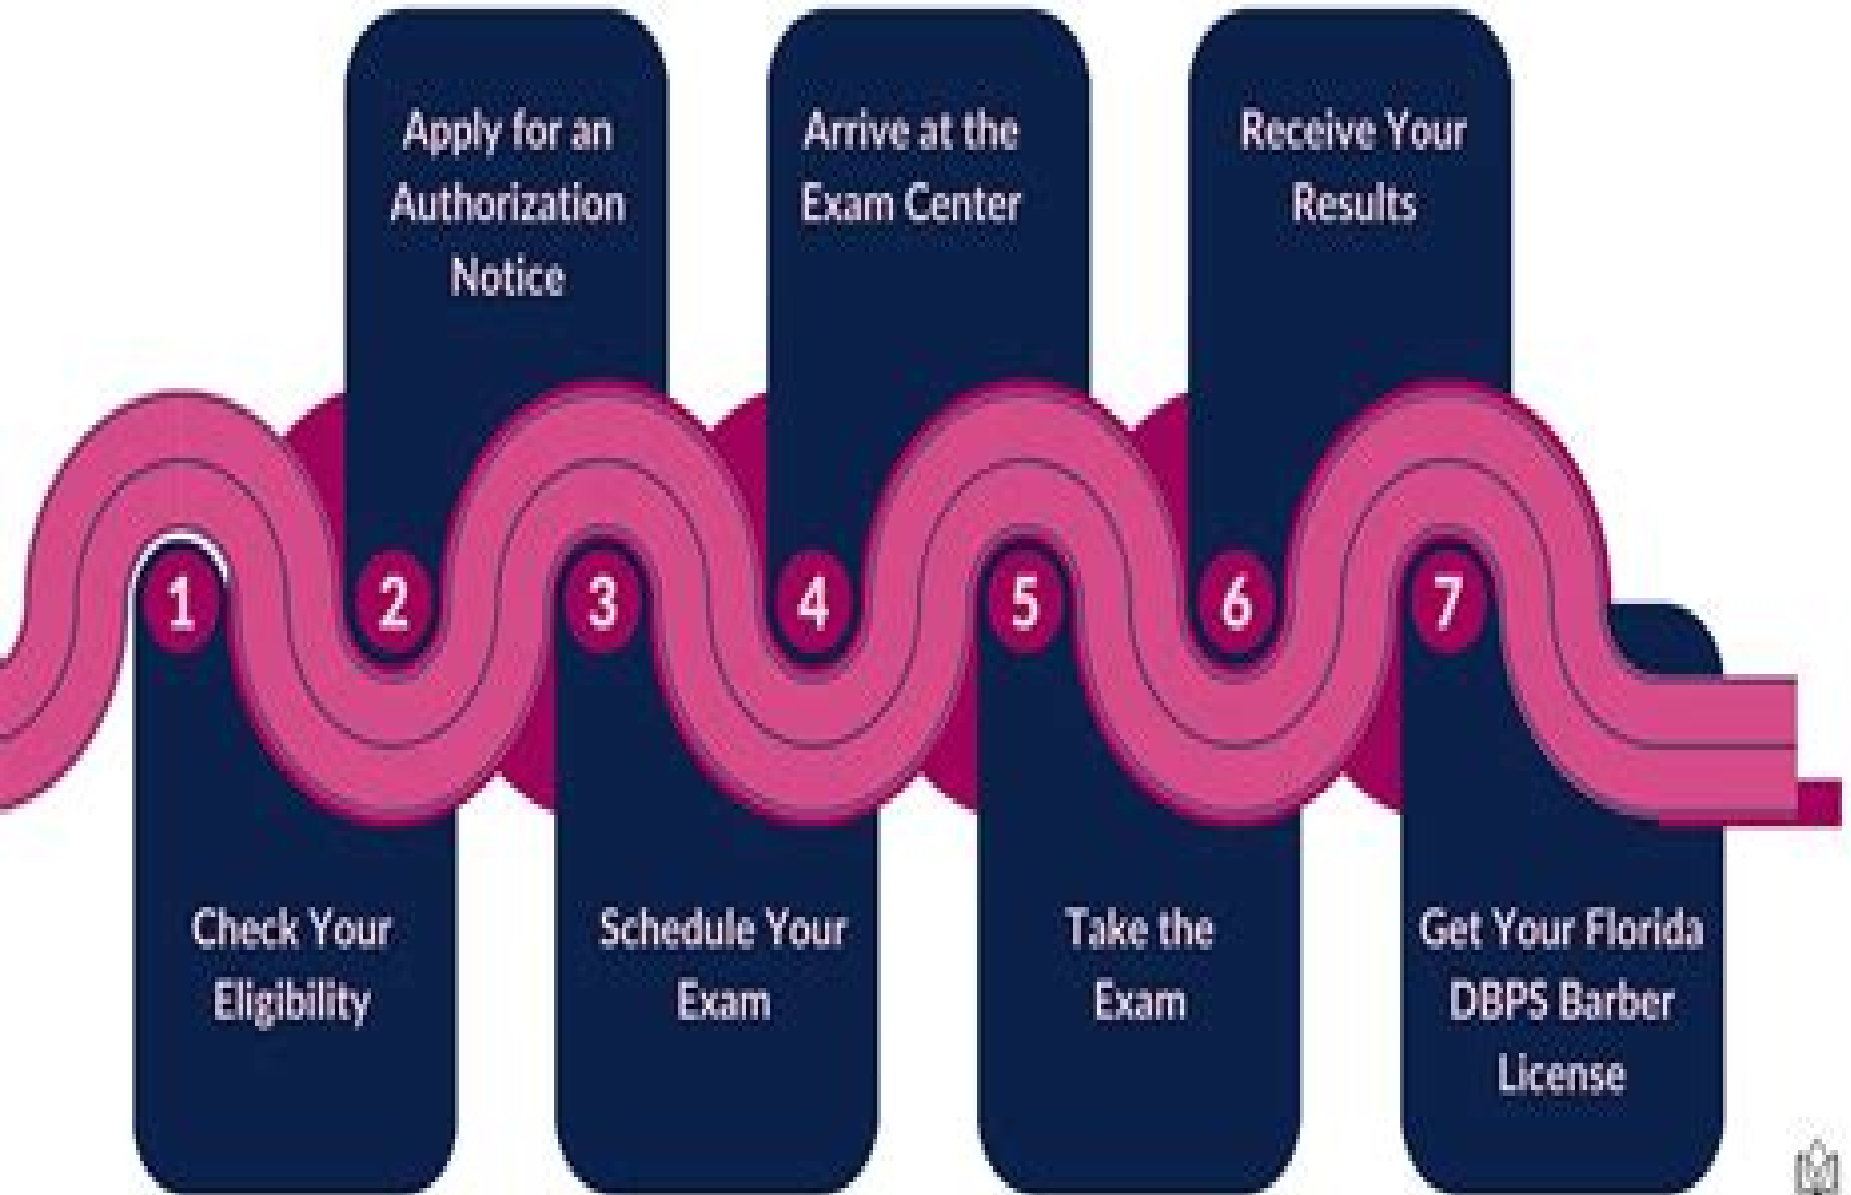 1
Check Your
Eligibility
2
Apply for an
Authorization
Notice
3
Schedule Your
Exam
4
Arrive at the
Exam Center
5
Take the
Exam
6
Receive Your
Results
7
Get Your Florida
DBPS Barber
License